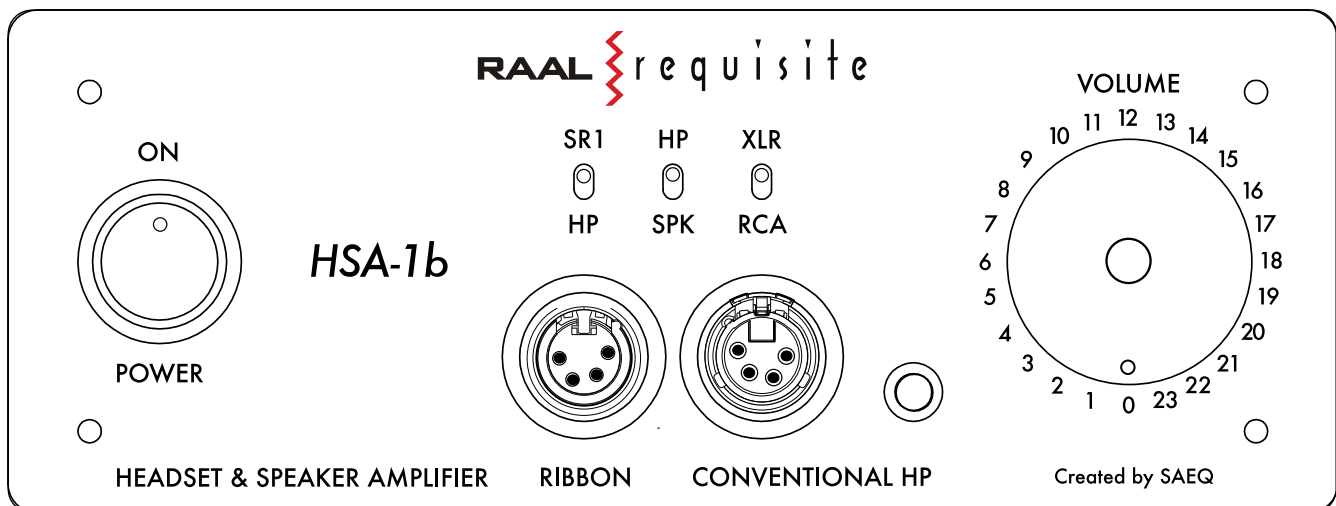 RAAL requisite
VOLUME
ON
SR1 HP XLR
HP SPK RCA
HSA-1b
POWER
0
1
2
3
4
5
6
7
8
9
10
11
12
13
14
15
16
17
18
19
20
21
22
23
HEADSET & SPEAKER AMPLIFIER
RIBBON
CONVENTIONAL HP
Created by SAEQ